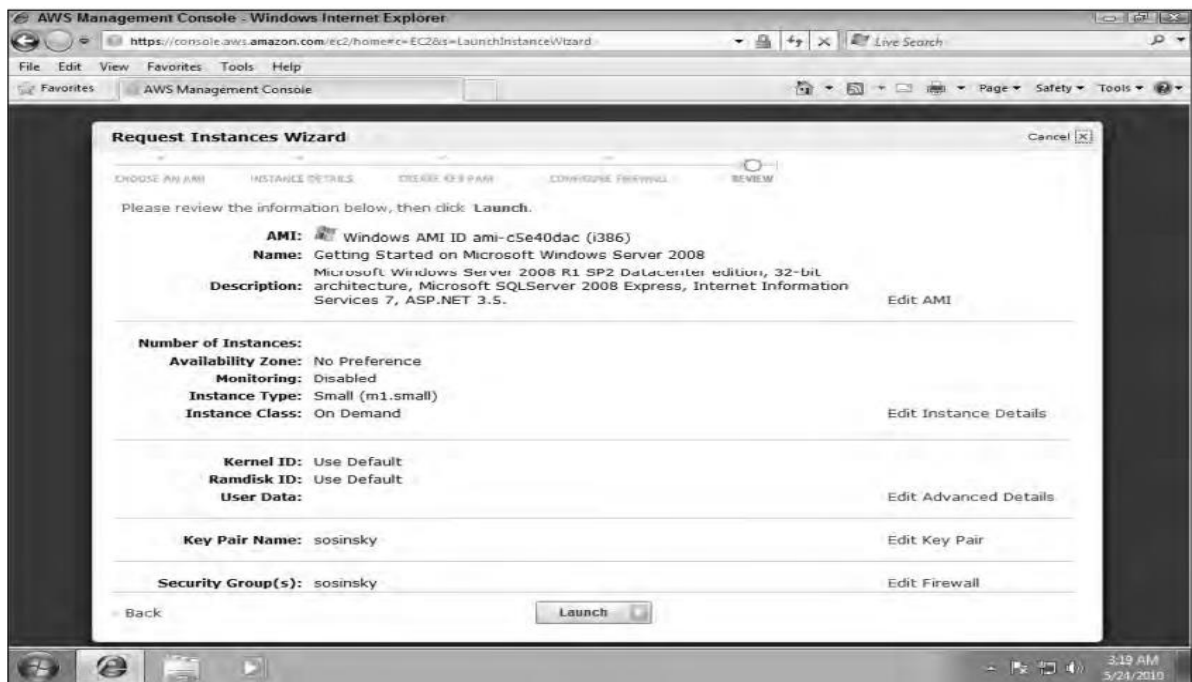 AWS Management Console - Windows Internet Explorer
https://console.aws.amazon.com/ec2/home#c=EC2&s=LaunchInstanceWizard
Live Search
File Edit View Favorites Tools Help
Favorites AWS Management Console Page Safety Tools
Request Instances Wizard Cancel
CHOOSE AN AMI INSTANCE DETAILS CREATE KEY PAIR CONFIGURE FIREWALL REVIEW
Please review the information below, then click Launch.
AMI: Windows AMI ID ami-c5e40dac (i386)
Name: Getting Started on Microsoft Windows Server 2008
Description: Microsoft Windows Server 2008 R1 SP2 Datacenter edition, 32-bit
architecture, Microsoft SQLServer 2008 Express, Internet Information
Services 7, ASP.NET 3.5.
Edit AMI
Number of Instances:
Availability Zone: No Preference
Monitoring: Disabled
Instance Type: Small (m1.small)
Instance Class: On Demand Edit Instance Details
Kernel ID: Use Default
Ramdisk ID: Use Default
User Data: Edit Advanced Details
Key Pair Name: sosinsky Edit Key Pair
Security Group(s): sosinsky Edit Firewall
Back Launch
3:19 AM
5/24/2010